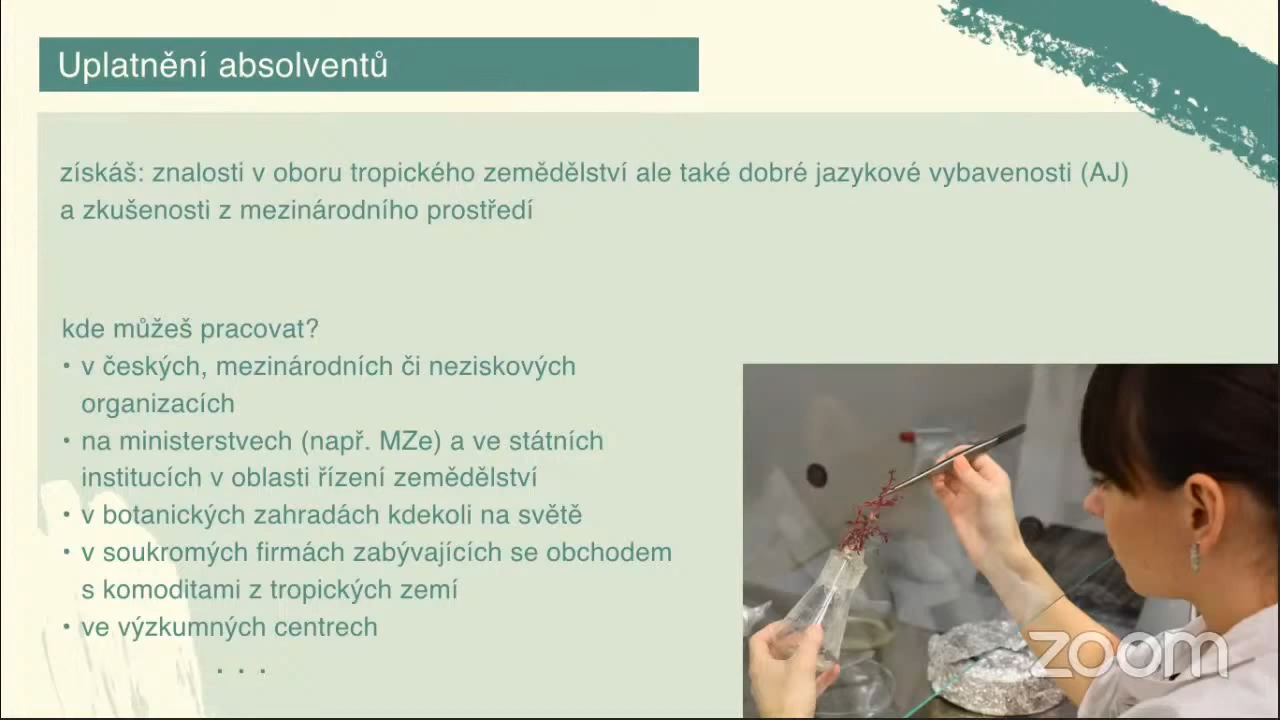 Uplatnění absolventů
získáš: znalosti v oboru tropického zemědělství ale také dobré jazykové vybavenosti (AJ)
a zkušenosti z mezinárodního prostředí
kde můžeš pracovat?
• v českých, mezinárodních či neziskových
organizacích
• na ministerstvech (např. MZe) a ve státních
institucích v oblasti řízení zemědělství
• v botanických zahradách kdekoli na světě
• v soukromých firmách zabývajících se obchodem
s komoditami z tropických zemí
• ve výzkumných centrech
. . .
zoom